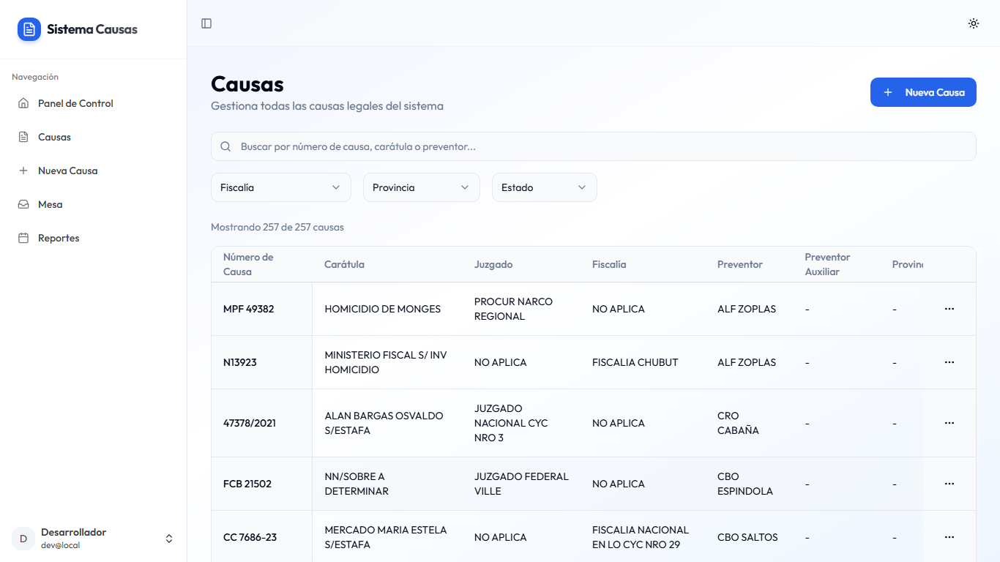 Sistema Causas
Navegación
Panel de Control
Causas
Nueva Causa
Mesa
Reportes
Desarrollador
dev@local
Causas
Gestiona todas las causas legales del sistema
Nueva Causa
Buscar por número de causa, carátula o preventor...
Fiscalía
Provincia
Estado
Mostrando 257 de 257 causas
Número de
Causa
Carátula
Juzgado
Fiscalía
Preventor
Preventor
Auxiliar
Provinc
MPF 49382
HOMICIDIO DE MONGES
PROCUR NARCO
REGIONAL
NO APLICA
ALF ZOPLAS
-
-
...
N13923
MINISTERIO FISCAL S/ INV
HOMICIDIO
NO APLICA
FISCALIA CHUBUT
ALF ZOPLAS
-
-
...
47378/2021
ALAN BARGAS OSVALDO
S/ESTAFA
JUZGADO
NACIONAL CYC
NRO 3
NO APLICA
CRO
CABAÑA
-
-
...
FCB 21502
NN/SOBRE A
DETERMINAR
JUZGADO FEDERAL
VILLE
NO APLICA
CBO
ESPINDOLA
-
-
...
CC 7686-23
MERCADO MARIA ESTELA
S/ESTAFA
NO APLICA
FISCALIA NACIONAL
EN LO CYC NRO 29
CBO SALTOS
-
-
...